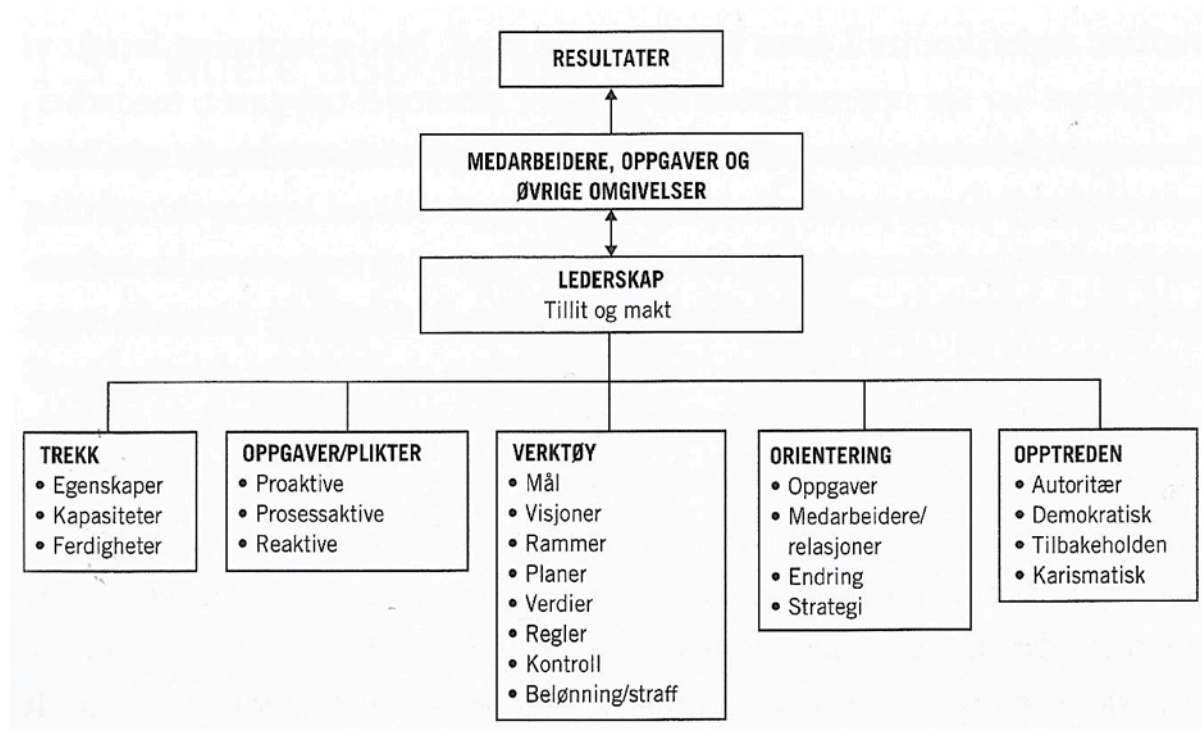 RESULTATER
MEDARBEIDERE, OPPGAVER OG
ØVRIGE OMGIVELSER
LEDERSKAP
Tillit og makt
TREKK
• Egenskaper
• Kapasiteter
• Ferdigheter
OPPGAVER/PLIKTER
• Proaktive
• Prosessaktive
• Reaktive
VERKTØY
• Mål
• Visjoner
• Rammer
• Planer
• Verdier
• Regler
• Kontroll
• Belønning/straff
ORIENTERING
• Oppgaver
• Medarbeidere/
relasjoner
• Endring
• Strategi
OPPTREDEN
• Autoritær
• Demokratisk
• Tilbakeholden
• Karismatisk